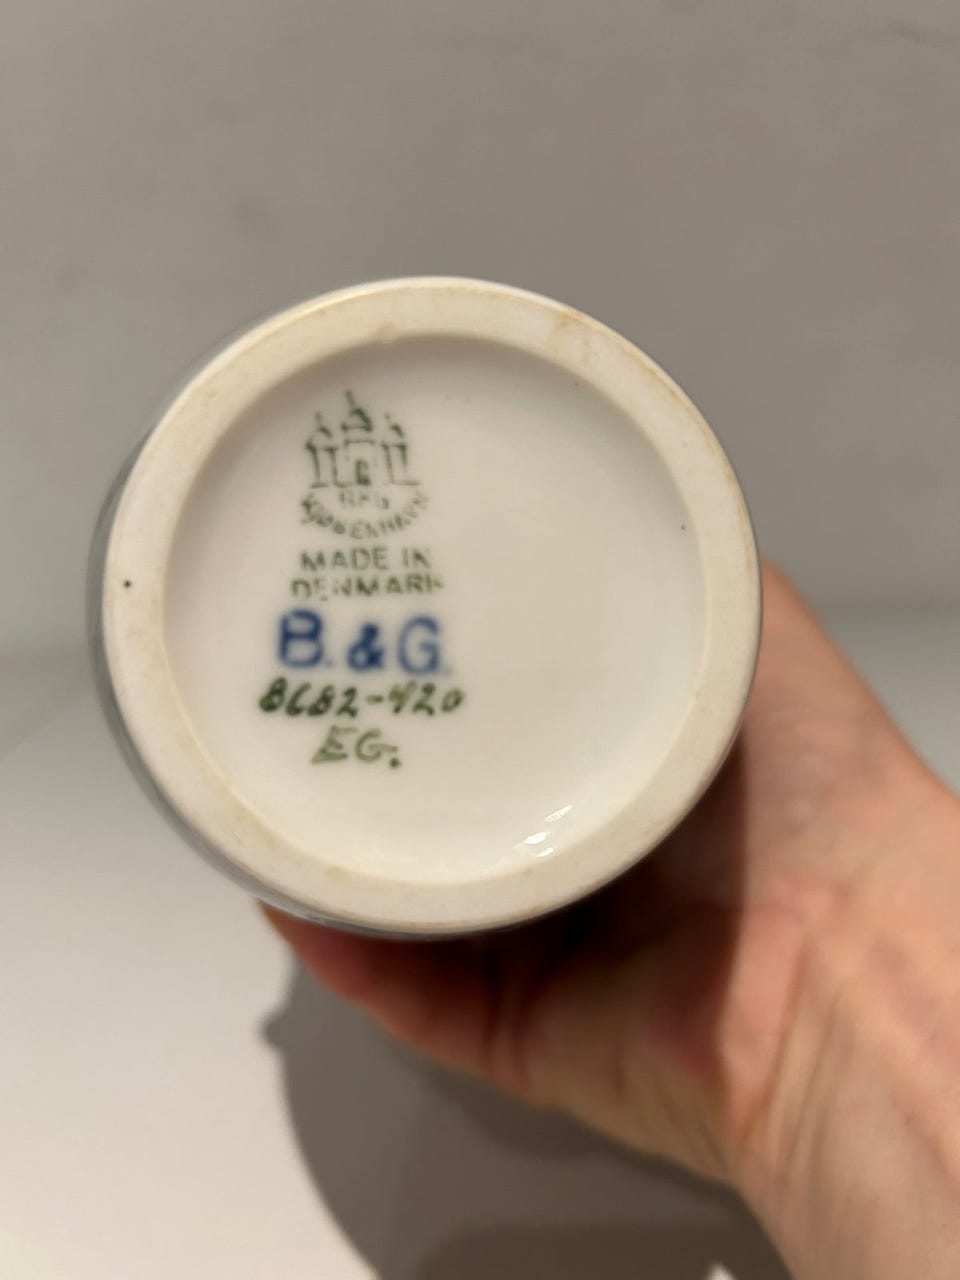 B&G
KJØBENHAVN
MADE IN
DENMARK
B. & G.
8682-420
EG.